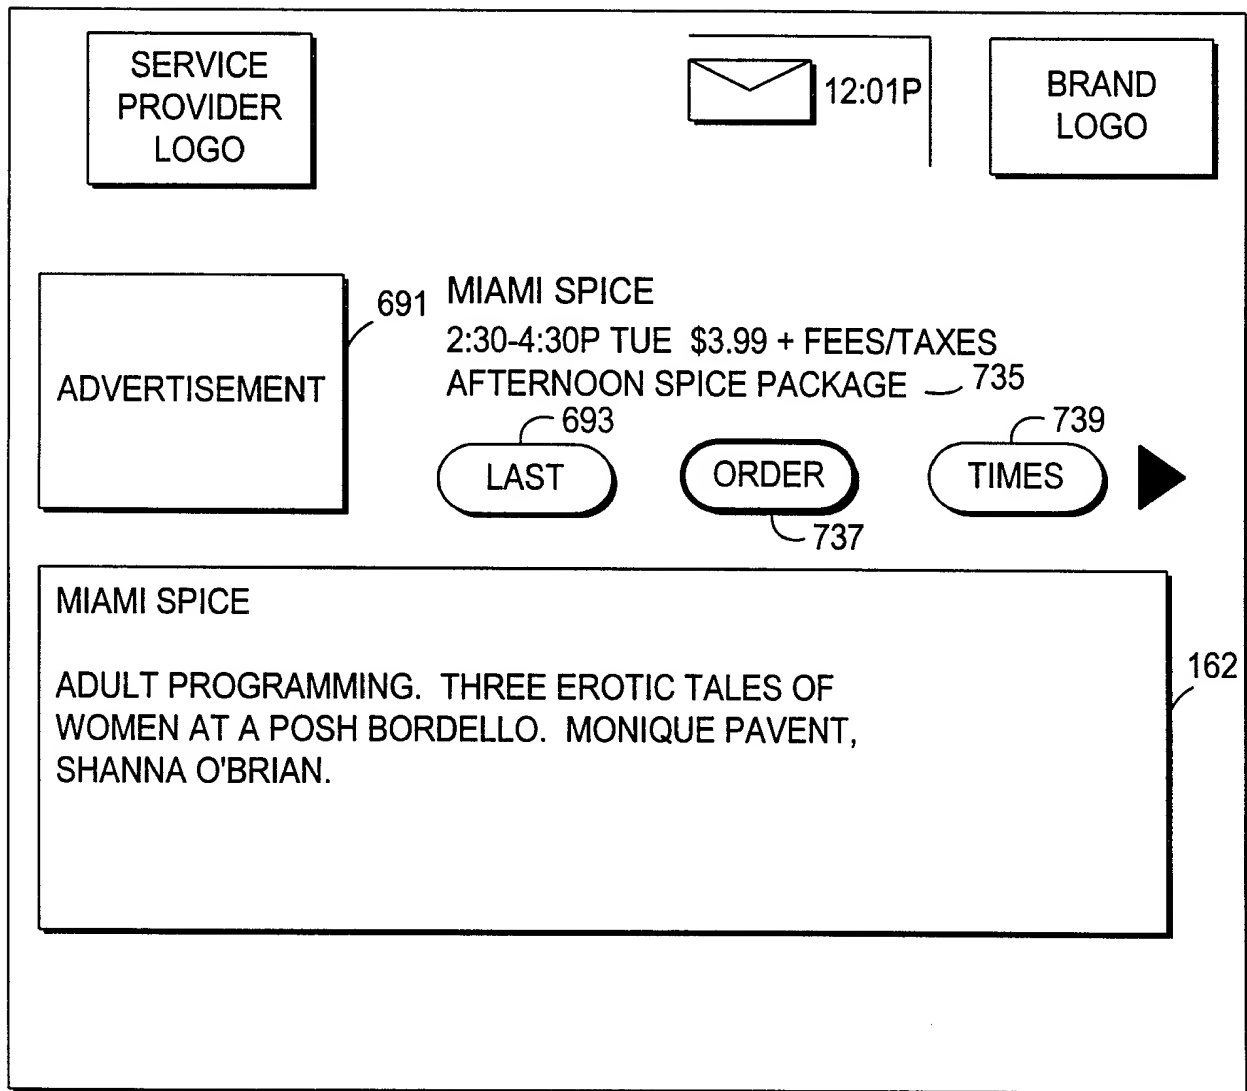 SERVICE
PROVIDER
LOGO
12:01P
BRAND
LOGO
ADVERTISEMENT
691
MIAMI SPICE
2:30-4:30P TUE $3.99 + FEES/TAXES
AFTERNOON SPICE PACKAGE 735
693
739
LAST
ORDER
TIMES
737
MIAMI SPICE
ADULT PROGRAMMING. THREE EROTIC TALES OF
WOMEN AT A POSH BORDELLO. MONIQUE PAVENT,
SHANNA O'BRIAN.
162